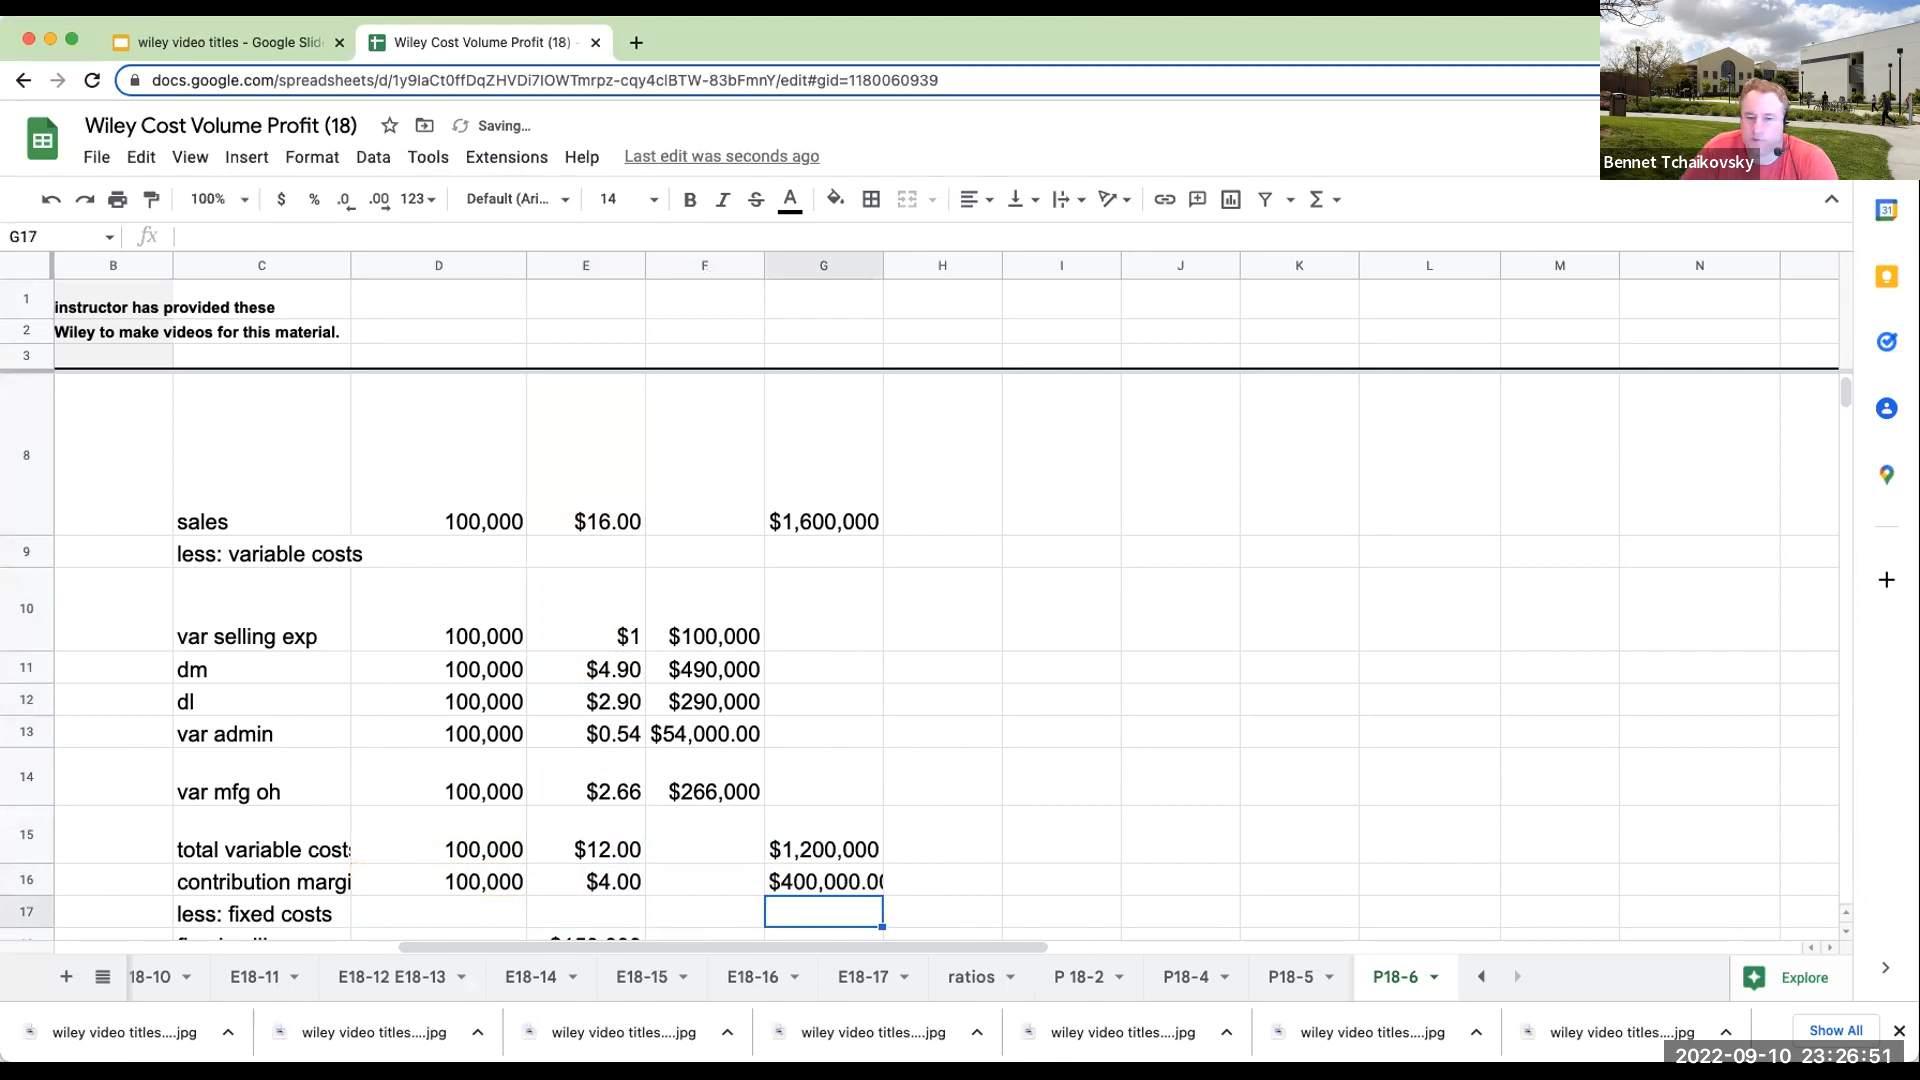 wiley video titles - Google Slid
Wiley Cost Volume Profit (18) -
docs.google.com/spreadsheets/d/1y9IaCt0ffDqZHVDi7IOWTmrpz-cqy4clBTW-83bFmnY/edit#gid=1180060939
Bennet Tchaikovsky
Wiley Cost Volume Profit (18)
Saving...
File Edit View Insert Format Data Tools Extensions Help Last edit was seconds ago
100% $ % .0 .00 123 Default (Ari... 14 B I S A
G17 fx
B C D E F G H I J K L M N
1 instructor has provided these
2 Wiley to make videos for this material.
3
8 sales 100,000 $16.00 $1,600,000
9 less: variable costs
10 var selling exp 100,000 $1 $100,000
11 dm 100,000 $4.90 $490,000
12 dl 100,000 $2.90 $290,000
13 var admin 100,000 $0.54 $54,000.00
14 var mfg oh 100,000 $2.66 $266,000
15 total variable costs 100,000 $12.00 $1,200,000
16 contribution margi 100,000 $4.00 $400,000.00
17 less: fixed costs
18-10 E18-11 E18-12 E18-13 E18-14 E18-15 E18-16 E18-17 ratios P 18-2 P18-4 P18-5 P18-6 Explore
wiley video titles....jpg wiley video titles....jpg wiley video titles....jpg wiley video titles....jpg wiley video titles....jpg wiley video titles....jpg wiley video titles....jpg Show All
2022-09-10 23:26:51